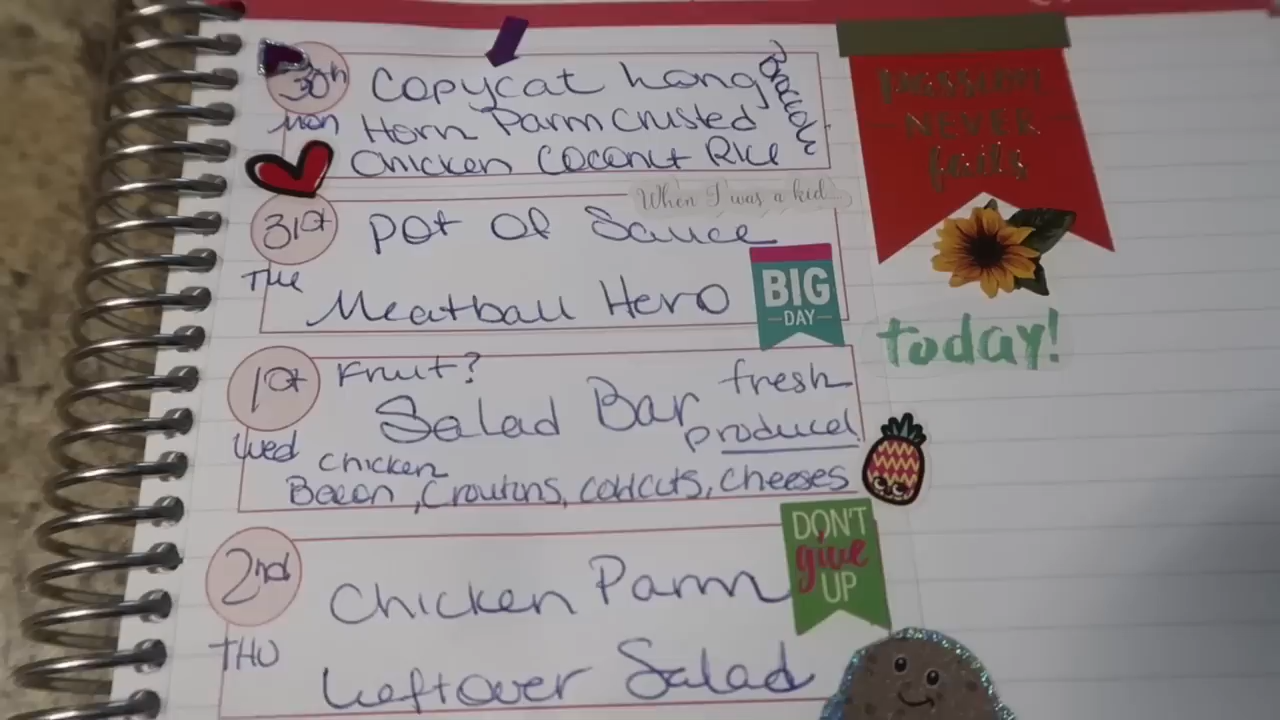 30th
Mon
Copycat Long
Horn Parm Crusted
Chicken Coconut Rice
Broccoli
PASSION
NEVER
fails
When I was a kid...
31st
Tue
Pot Of Sauce
Meatball Hero
BIG
DAY
today!
1st
Wed
Fruit?
Salad Bar
fresh
produce!
Chicken
Bacon, Croutons, coldcuts, cheeses
2nd
THU
Chicken Parm
Leftover Salad
DON'T
give
UP